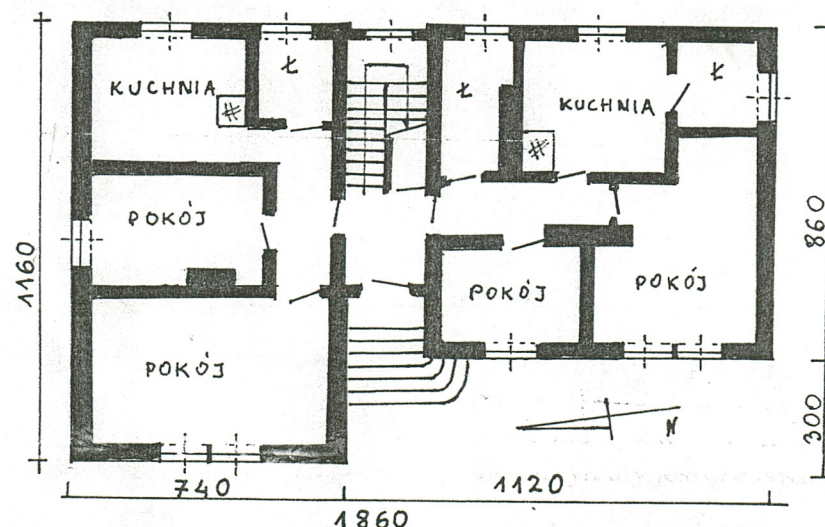 KUCHNIA
Ł
Ł
KUCHNIA
Ł
POKÓJ
POKÓJ
POKÓJ
POKÓJ
N
1160
860
300
740
1120
1860